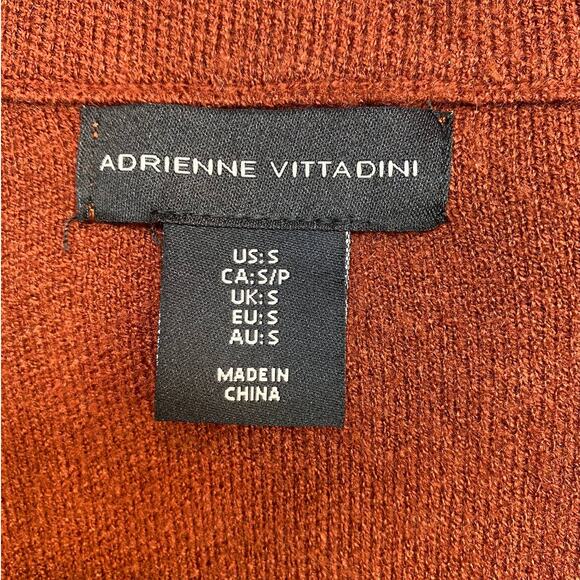 ADRIENNE VITTADINI
US:S
CA:S/P
UK:S
EU:S
AU:S
MADE IN
CHINA